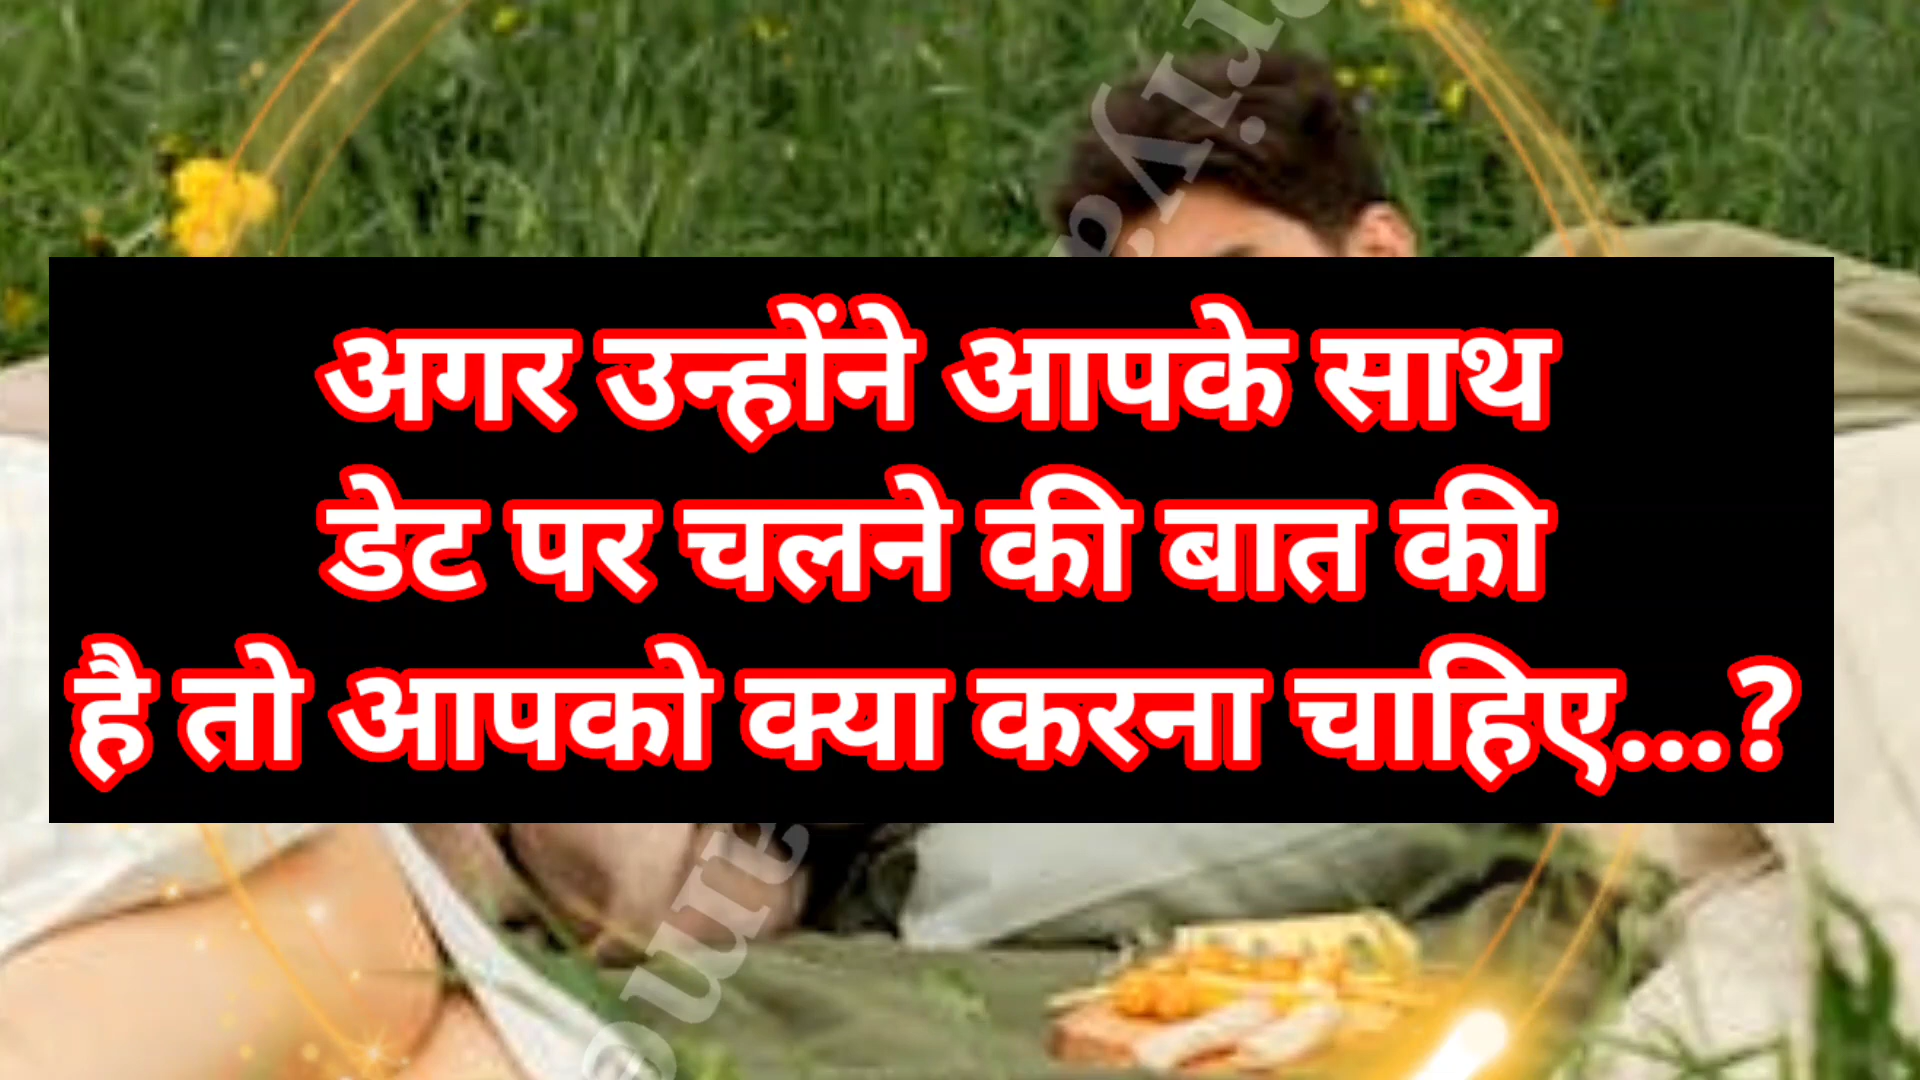 अगर उन्होंने आपके साथ
डेट पर चलने की बात की
है तो आपको क्या करना चाहिए...?